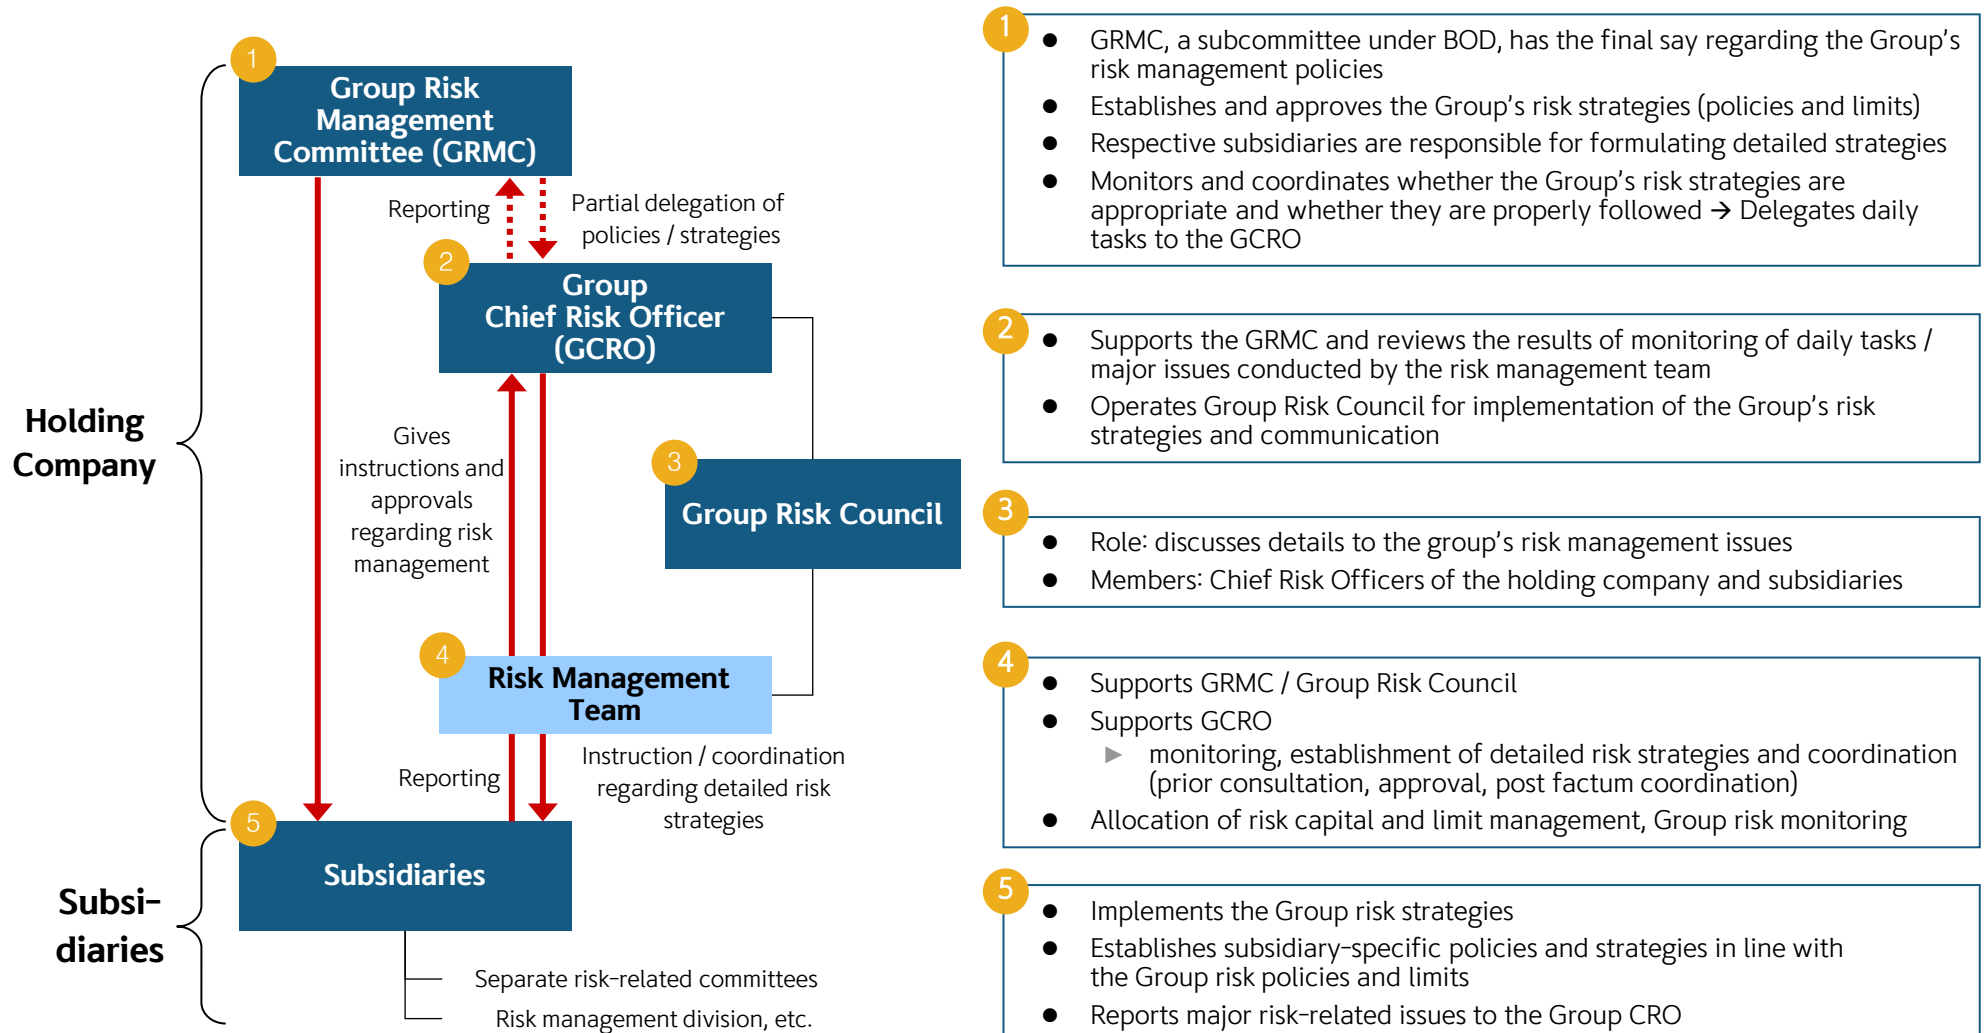 1
Group Risk
Management
Committee (GRMC)
Reporting
Partial delegation of
policies / strategies
2
Group
Chief Risk Officer
(GCRO)
Holding
Company
Gives
instructions and
approvals
regarding risk
management
3
Group Risk Council
4
Risk Management
Team
Reporting
Instruction / coordination
regarding detailed risk
strategies
5
Subsidiaries
Subsi-
diaries
Separate risk-related committees
Risk management division, etc.
1
● GRMC, a subcommittee under BOD, has the final say regarding the Group's
risk management policies
● Establishes and approves the Group's risk strategies (policies and limits)
● Respective subsidiaries are responsible for formulating detailed strategies
● Monitors and coordinates whether the Group's risk strategies are
appropriate and whether they are properly followed → Delegates daily
tasks to the GCRO
2
● Supports the GRMC and reviews the results of monitoring of daily tasks /
major issues conducted by the risk management team
● Operates Group Risk Council for implementation of the Group's risk
strategies and communication
3
● Role: discusses details to the group's risk management issues
● Members: Chief Risk Officers of the holding company and subsidiaries
4
● Supports GRMC / Group Risk Council
● Supports GCRO
► monitoring, establishment of detailed risk strategies and coordination
(prior consultation, approval, post factum coordination)
● Allocation of risk capital and limit management, Group risk monitoring
5
● Implements the Group risk strategies
● Establishes subsidiary-specific policies and strategies in line with
the Group risk policies and limits
● Reports major risk-related issues to the Group CRO